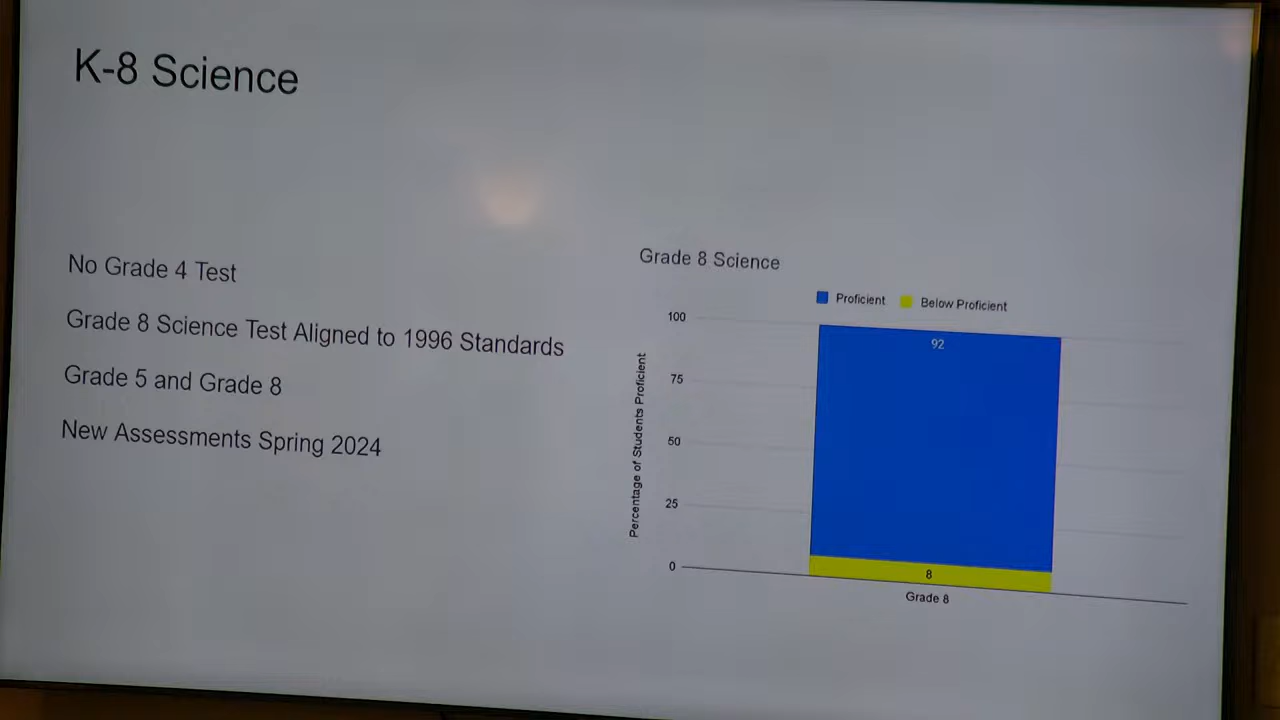 K-8 Science
No Grade 4 Test
Grade 8 Science Test Aligned to 1996 Standards
Grade 5 and Grade 8
New Assessments Spring 2024
Grade 8 Science
Proficient Below Proficient
Percentage of Students Proficient
100
75
50
25
0
92
8
Grade 8